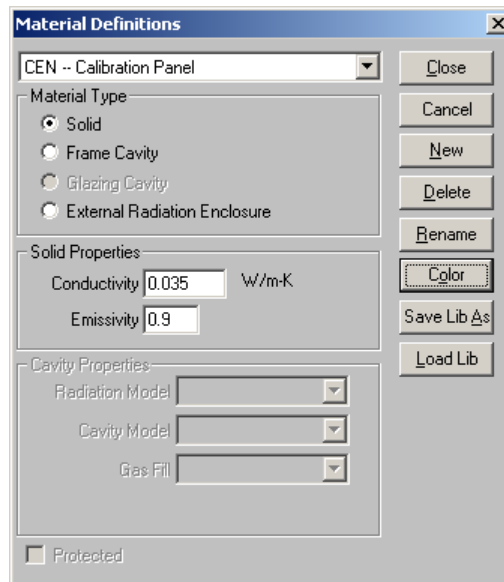 Material Definitions
CEN -- Calibration Panel
Close
Material Type
Solid
Cancel
Frame Cavity
New
Glazing Cavity
Delete
External Radiation Enclosure
Rename
Solid Properties
Conductivity 0.035 W/m-K
Color
Emissivity 0.9
Save Lib As
Cavity Properties
Load Lib
Radiation Model
Cavity Model
Gas Fill
Protected